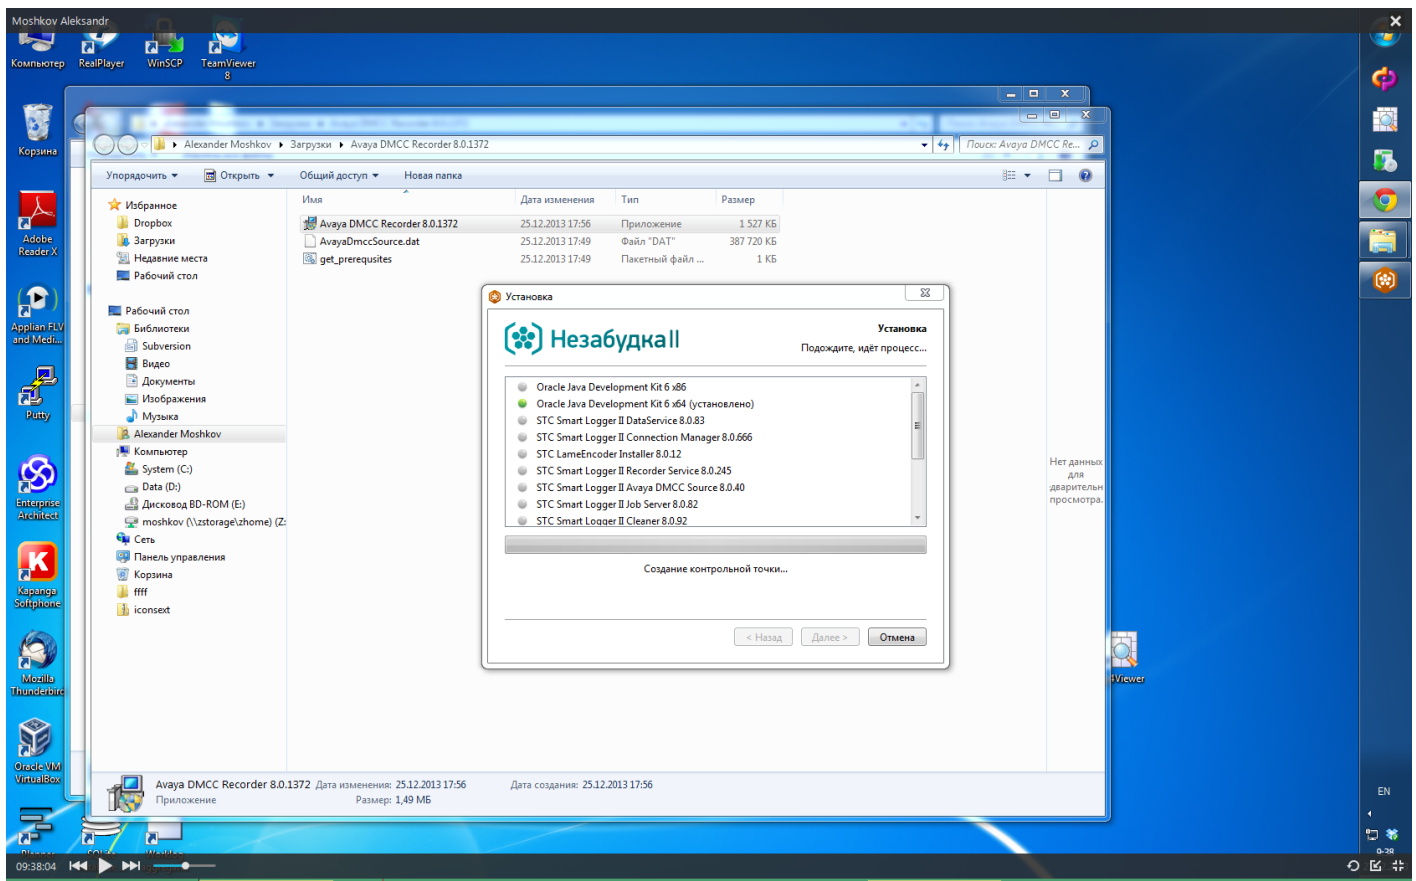 Moshkov Aleksandr
Компьютер
RealPlayer
WinSCP
TeamViewer
8
Корзина
Adobe
Reader X
Applian FLV
and Medi...
Putty
Enterprise
Architect
Kapanga
Softphone
Mozilla
Thunderbird
Oracle VM
VirtualBox
Alexander Moshkov
Загрузки
Avaya DMCC Recorder 8.0.1372
Поиск: Avaya DMCC Re...
Упорядочить
Открыть
Общий доступ
Новая папка
Избранное
Dropbox
Загрузки
Недавние места
Рабочий стол
Рабочий стол
Библиотеки
Subversion
Видео
Документы
Изображения
Музыка
Alexander Moshkov
Компьютер
System (C:)
Data (D:)
Дисковод BD-ROM (E:)
moshkov (\\zstorage\zhome) (Z:
Сеть
Панель управления
Корзина
ffff
iconsext
Имя Дата изменения Тип Размер
Avaya DMCC Recorder 8.0.1372 25.12.2013 17:56 Приложение 1 527 КБ
AvayaDmccSource.dat 25.12.2013 17:49 Файл "DAT" 387 720 КБ
get_prerequsites 25.12.2013 17:49 Пакетный файл ... 1 КБ
Установка
Незабудка II
Установка
Подождите, идёт процесс...
Oracle Java Development Kit 6 x86
Oracle Java Development Kit 6 x64 (установлено)
STC Smart Logger II DataService 8.0.83
STC Smart Logger II Connection Manager 8.0.666
STC LameEncoder Installer 8.0.12
STC Smart Logger II Recorder Service 8.0.245
STC Smart Logger II Avaya DMCC Source 8.0.40
STC Smart Logger II Job Server 8.0.82
STC Smart Logger II Cleaner 8.0.92
Создание контрольной точки...
< Назад
Далее >
Отмена
Нет данных
для
дварительн
просмотра.
4Viewer
Avaya DMCC Recorder 8.0.1372 Дата изменения: 25.12.2013 17:56 Дата создания: 25.12.2013 17:56
Приложение Размер: 1,49 МБ
EN
9:38
09:38:04